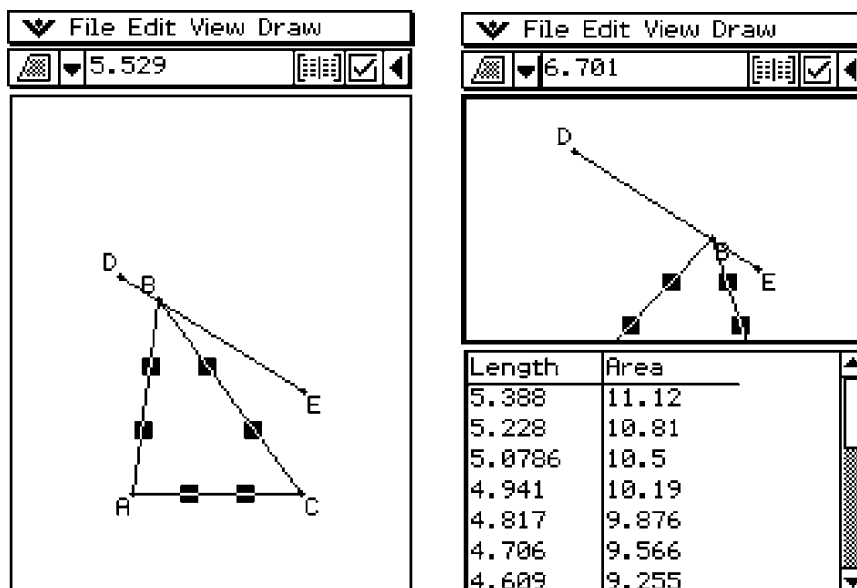 File Edit View Draw
5.529
D
B
E
A
C
File Edit View Draw
6.701
D
B
E
Length Area
5.388 11.12
5.228 10.81
5.0786 10.5
4.941 10.19
4.817 9.876
4.706 9.566
4.609 9.255